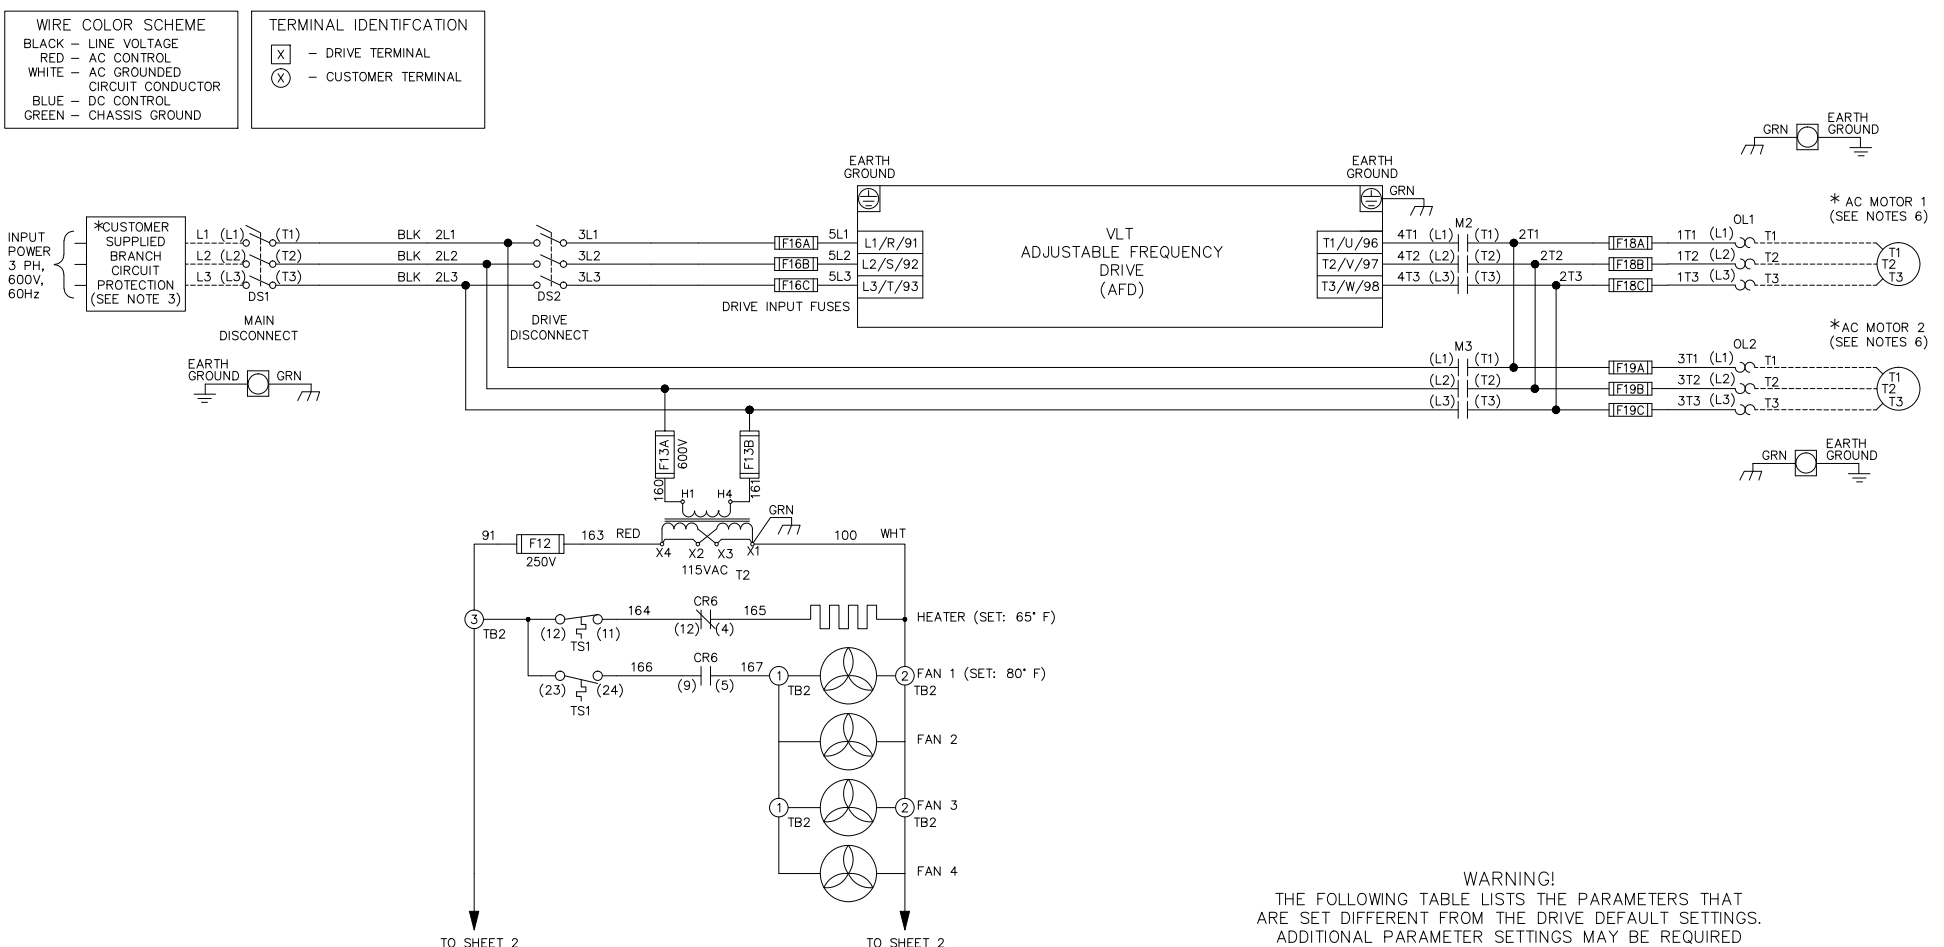 WIRE COLOR SCHEME
BLACK – LINE VOLTAGE
RED – AC CONTROL
WHITE – AC GROUNDED
CIRCUIT CONDUCTOR
BLUE – DC CONTROL
GREEN – CHASSIS GROUND
TERMINAL IDENTIFCATION
X – DRIVE TERMINAL
X – CUSTOMER TERMINAL
GRN
EARTH
GROUND
INPUT
POWER
3 PH,
600V,
60Hz
*CUSTOMER
SUPPLIED
BRANCH
CIRCUIT
PROTECTION
(SEE NOTE 3)
L1 (L1) (T1)
L2 (L2) (T2)
L3 (L3) (T3)
DS1
MAIN
DISCONNECT
BLK 2L1
BLK 2L2
BLK 2L3
3L1
3L2
3L3
DS2
DRIVE
DISCONNECT
F16A 5L1
F16B 5L2
F16C 5L3
DRIVE INPUT FUSES
EARTH
GROUND
L1/R/91
L2/S/92
L3/T/93
VLT
ADJUSTABLE FREQUENCY
DRIVE
(AFD)
EARTH
GROUND
GRN
T1/U/96
T2/V/97
T3/W/98
M2
4T1 (L1) (T1) 2T1
4T2 (L2) (T2) 2T2
4T3 (L3) (T3) 2T3
OL1
F18A 1T1 (L1) T1
F18B 1T2 (L2) T2
F18C 1T3 (L3) T3
* AC MOTOR 1
(SEE NOTES 6)
T1
T2
T3
M3
(L1) (T1)
(L2) (T2)
(L3) (T3)
OL2
F19A 3T1 (L1) T1
F19B 3T2 (L2) T2
F19C 3T3 (L3) T3
*AC MOTOR 2
(SEE NOTES 6)
T1
T2
T3
EARTH
GROUND GRN
GRN
EARTH
GROUND
F13A
600V
F13B
160
161
H1 H4
GRN
91 F12 163 RED
250V
X4 X2 X3 X1
115VAC T2
100 WHT
3
TB2
(12) (11)
TS1
164
CR6
(12) (4)
165
HEATER (SET: 65° F)
(23) (24)
TS1
166
CR6
(9) (5)
167
1
TB2
2
TB2
FAN 1 (SET: 80° F)
FAN 2
1
TB2
2
TB2
FAN 3
FAN 4
TO SHEET 2
TO SHEET 2
WARNING!
THE FOLLOWING TABLE LISTS THE PARAMETERS THAT
ARE SET DIFFERENT FROM THE DRIVE DEFAULT SETTINGS.
ADDITIONAL PARAMETER SETTINGS MAY BE REQUIRED